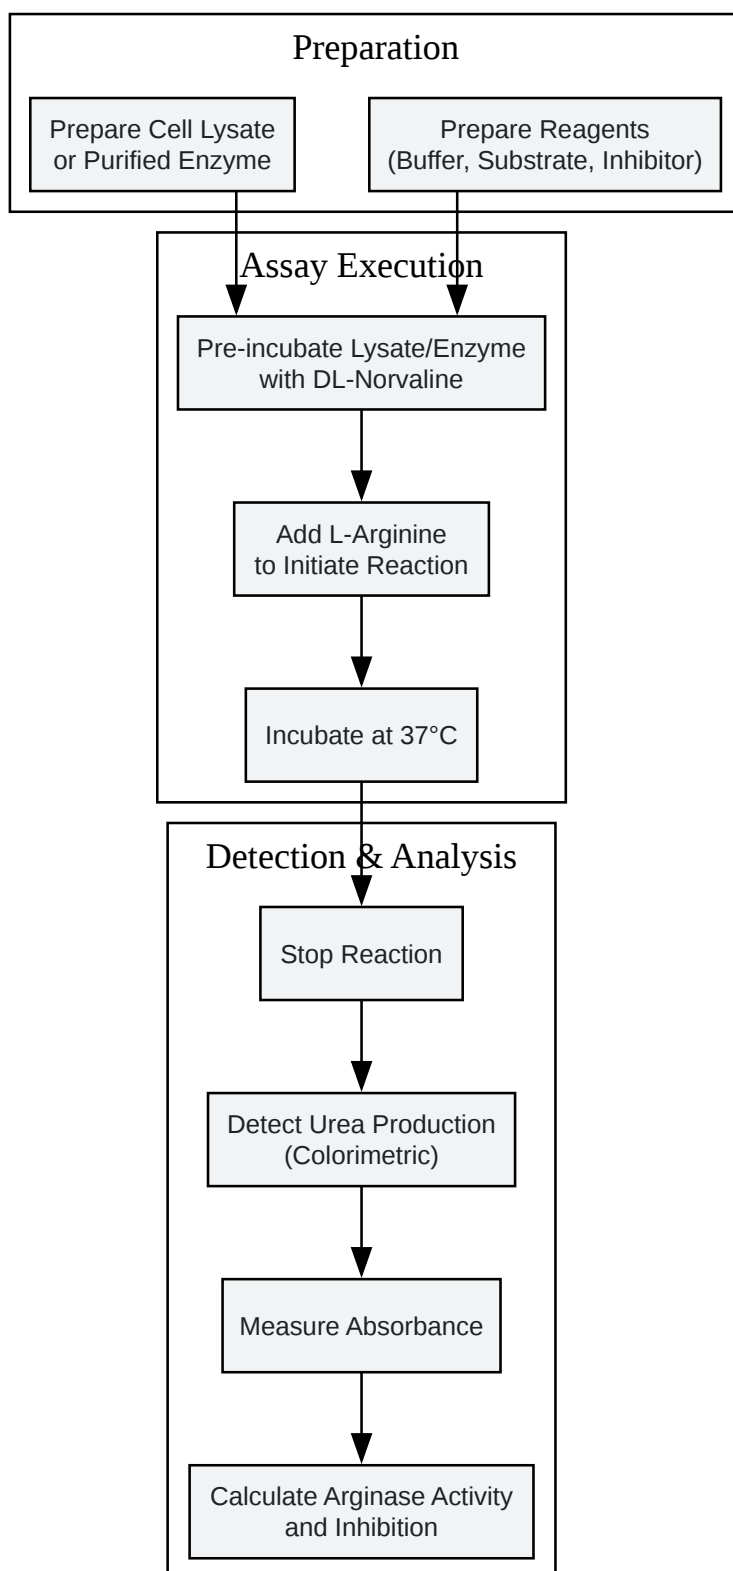 Preparation
Prepare Cell Lysate
or Purified Enzyme
Prepare Reagents
(Buffer, Substrate, Inhibitor)
Assay Execution
Pre-incubate Lysate/Enzyme
with DL-Norvaline
Add L-Arginine
to Initiate Reaction
Incubate at 37°C
Detection & Analysis
Stop Reaction
Detect Urea Production
(Colorimetric)
Measure Absorbance
Calculate Arginase Activity
and Inhibition